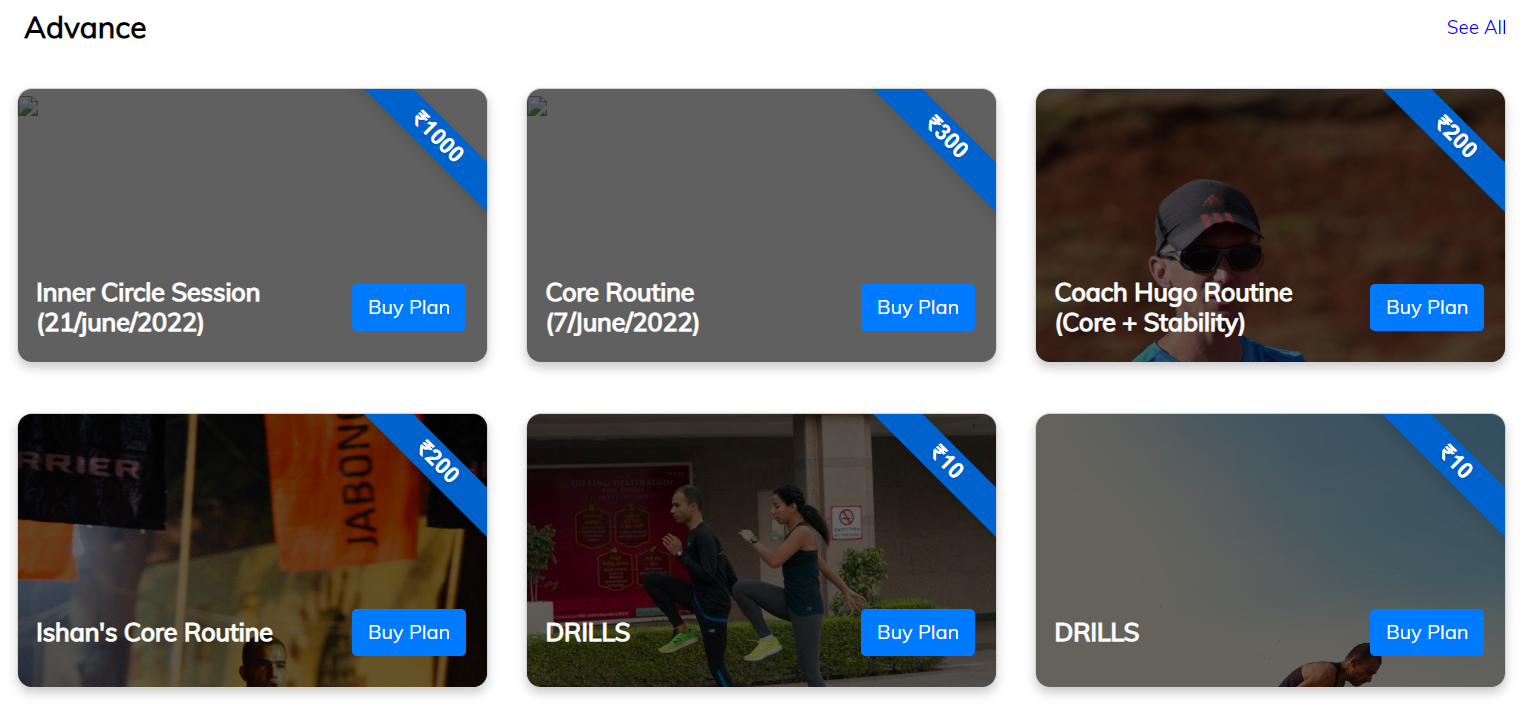 Advance
See All
₹1000
Inner Circle Session
(21/june/2022)
Buy Plan
₹300
Core Routine
(7/June/2022)
Buy Plan
₹200
Coach Hugo Routine
(Core + Stability)
Buy Plan
RRIER
JABONG
₹200
Ishan's Core Routine
Buy Plan
GIFTING DESTINATION
₹10
DRILLS
Buy Plan
₹10
DRILLS
Buy Plan